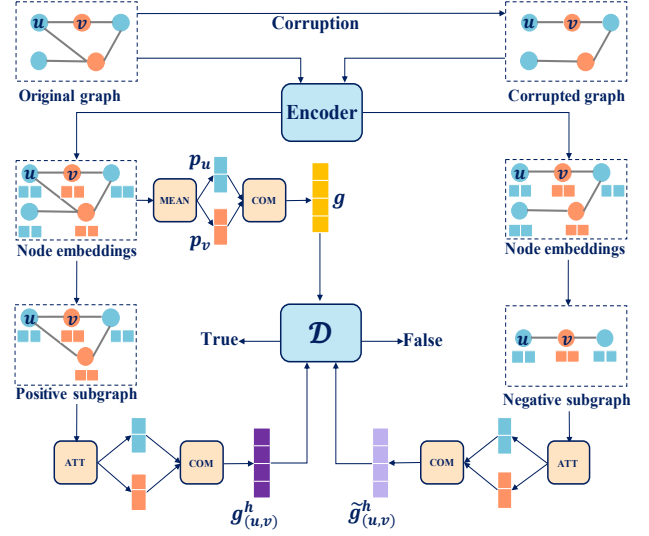 u v
Corruption
u v
Original graph
Encoder
Corrupted graph
u v
p_u
MEAN
COM
g
p_v
u v
Node embeddings
Node embeddings
u v
True
𝒟
False
u v
Positive subgraph
Negative subgraph
ATT
COM
COM
ATT
g^h_{(u,v)}
g̃^h_{(u,v)}